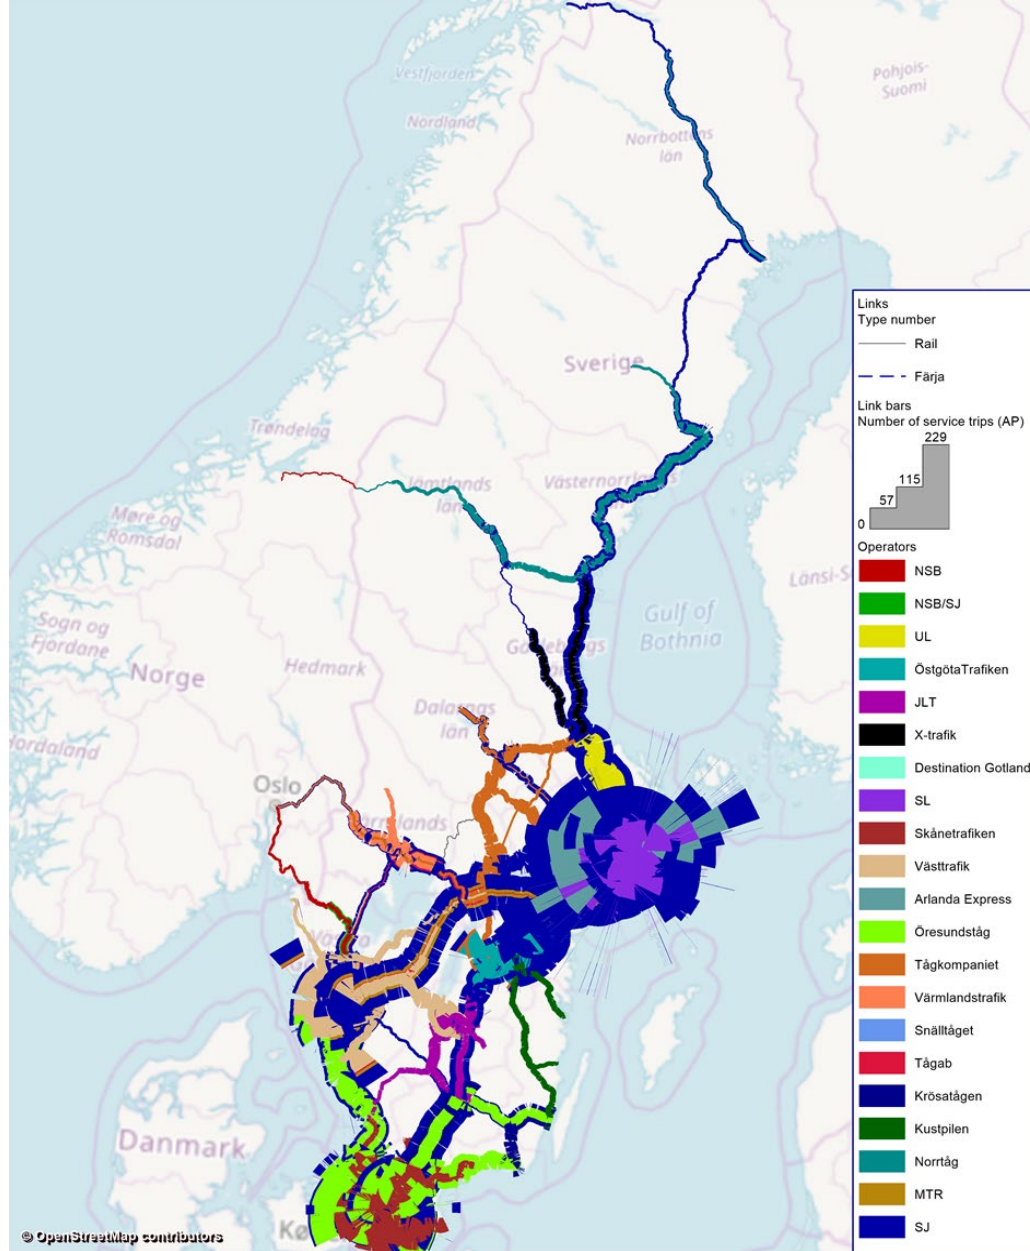 Vestfjorden
Pohjois-
Suomi
Nordland
Norrbottens
län
Sverige
Trøndelag
Jämtlands
län
Västernorrlands
Møre og
Romsdal
Länsi-S
Gulf of
Bothnia
Sogn og
Fjordane
Norge
Hedmark
Dalarnas
län
Hordaland
Oslo
Danmark
Kø
© OpenStreetMap contributors
Links
Type number
Rail
Färja
Link bars
Number of service trips (AP)
229
115
57
0
Operators
NSB
NSB/SJ
UL
ÖstgötaTrafiken
JLT
X-trafik
Destination Gotland
SL
Skånetrafiken
Västtrafik
Arlanda Express
Öresundståg
Tågkompaniet
Värmlandstrafik
Snälltåget
Tågab
Krösatågen
Kustpilen
Norrtåg
MTR
SJ